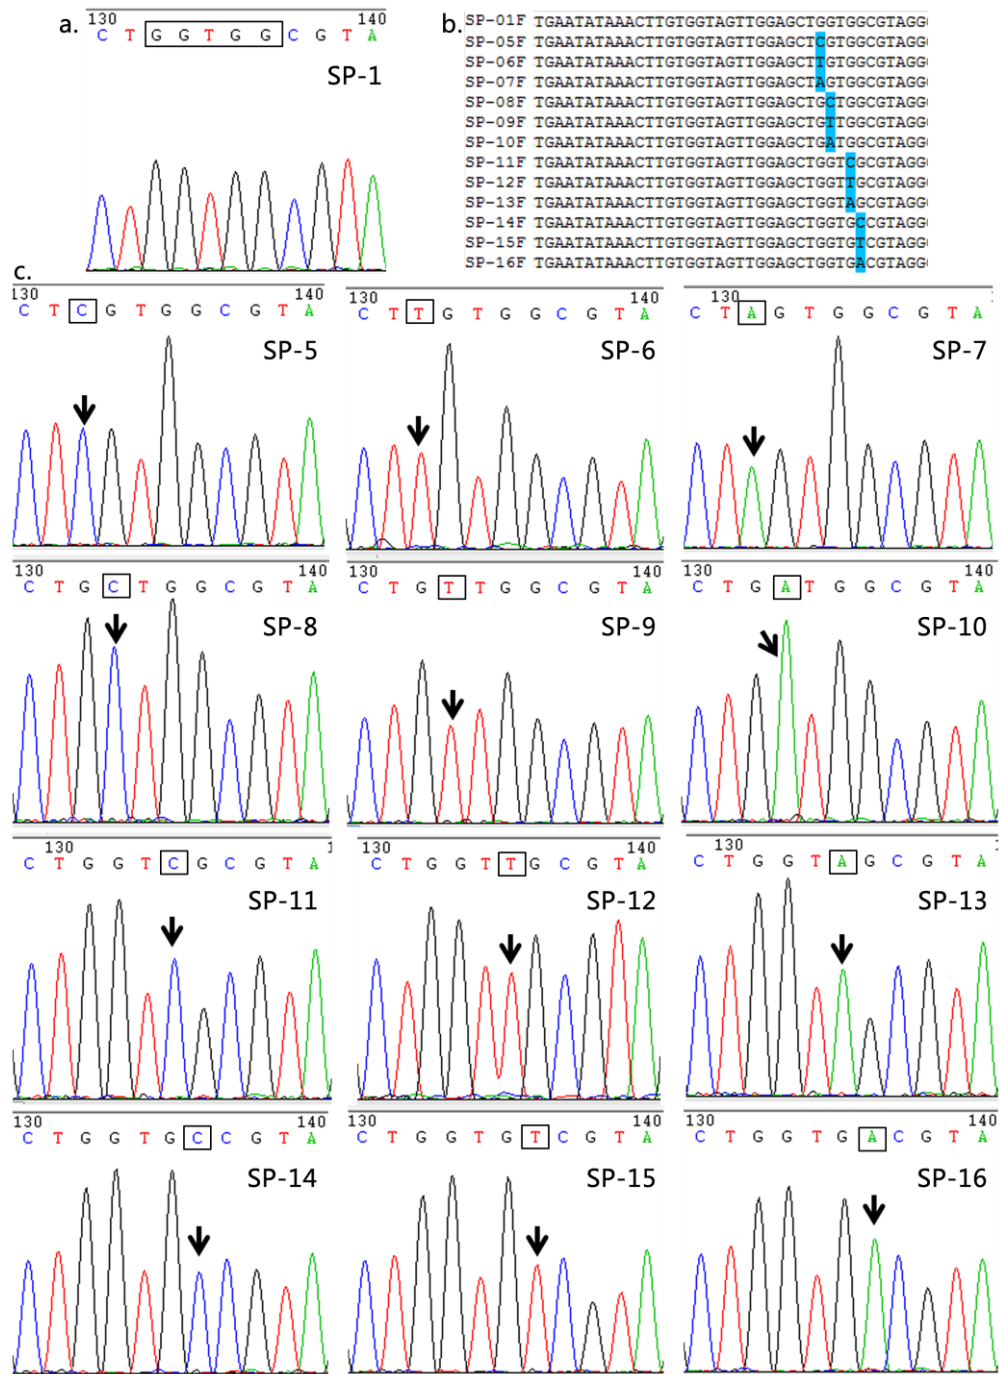 a.
130 140
C T G G T G G C G T A
SP-1
b.
SP-01F TGAATATAAACTTGTGGTAGTTGGAGCTGGTGGCGTAGG
SP-05F TGAATATAAACTTGTGGTAGTTGGAGCTCGTGGCGTAGG
SP-06F TGAATATAAACTTGTGGTAGTTGGAGCTTGTGGCGTAGG
SP-07F TGAATATAAACTTGTGGTAGTTGGAGCTAGTGGCGTAGG
SP-08F TGAATATAAACTTGTGGTAGTTGGAGCTGCTGGCGTAGG
SP-09F TGAATATAAACTTGTGGTAGTTGGAGCTGTTGGCGTAGG
SP-10F TGAATATAAACTTGTGGTAGTTGGAGCTGATGGCGTAGG
SP-11F TGAATATAAACTTGTGGTAGTTGGAGCTGGTCGCGTAGG
SP-12F TGAATATAAACTTGTGGTAGTTGGAGCTGGTTGCGTAGG
SP-13F TGAATATAAACTTGTGGTAGTTGGAGCTGGTAGCGTAGG
SP-14F TGAATATAAACTTGTGGTAGTTGGAGCTGGTGCCGTAGG
SP-15F TGAATATAAACTTGTGGTAGTTGGAGCTGGTGTCGTAGG
SP-16F TGAATATAAACTTGTGGTAGTTGGAGCTGGTGACGTAGG
c.
130 140
C T C G T G G C G T A
SP-5
130 140
C T T G T G G C G T A
SP-6
130
C T A G T G G C G T A
SP-7
130 140
C T G C T G G C G T A
SP-8
130 140
C T G T T G G C G T A
SP-9
130 140
C T G A T G G C G T A
SP-10
130
C T G G T C G C G T A
SP-11
130 140
C T G G T T G C G T A
SP-12
130
C T G G T A G C G T A
SP-13
130 140
C T G G T G C C G T A
SP-14
130 140
C T G G T G T C G T A
SP-15
130 140
C T G G T G A C G T A
SP-16